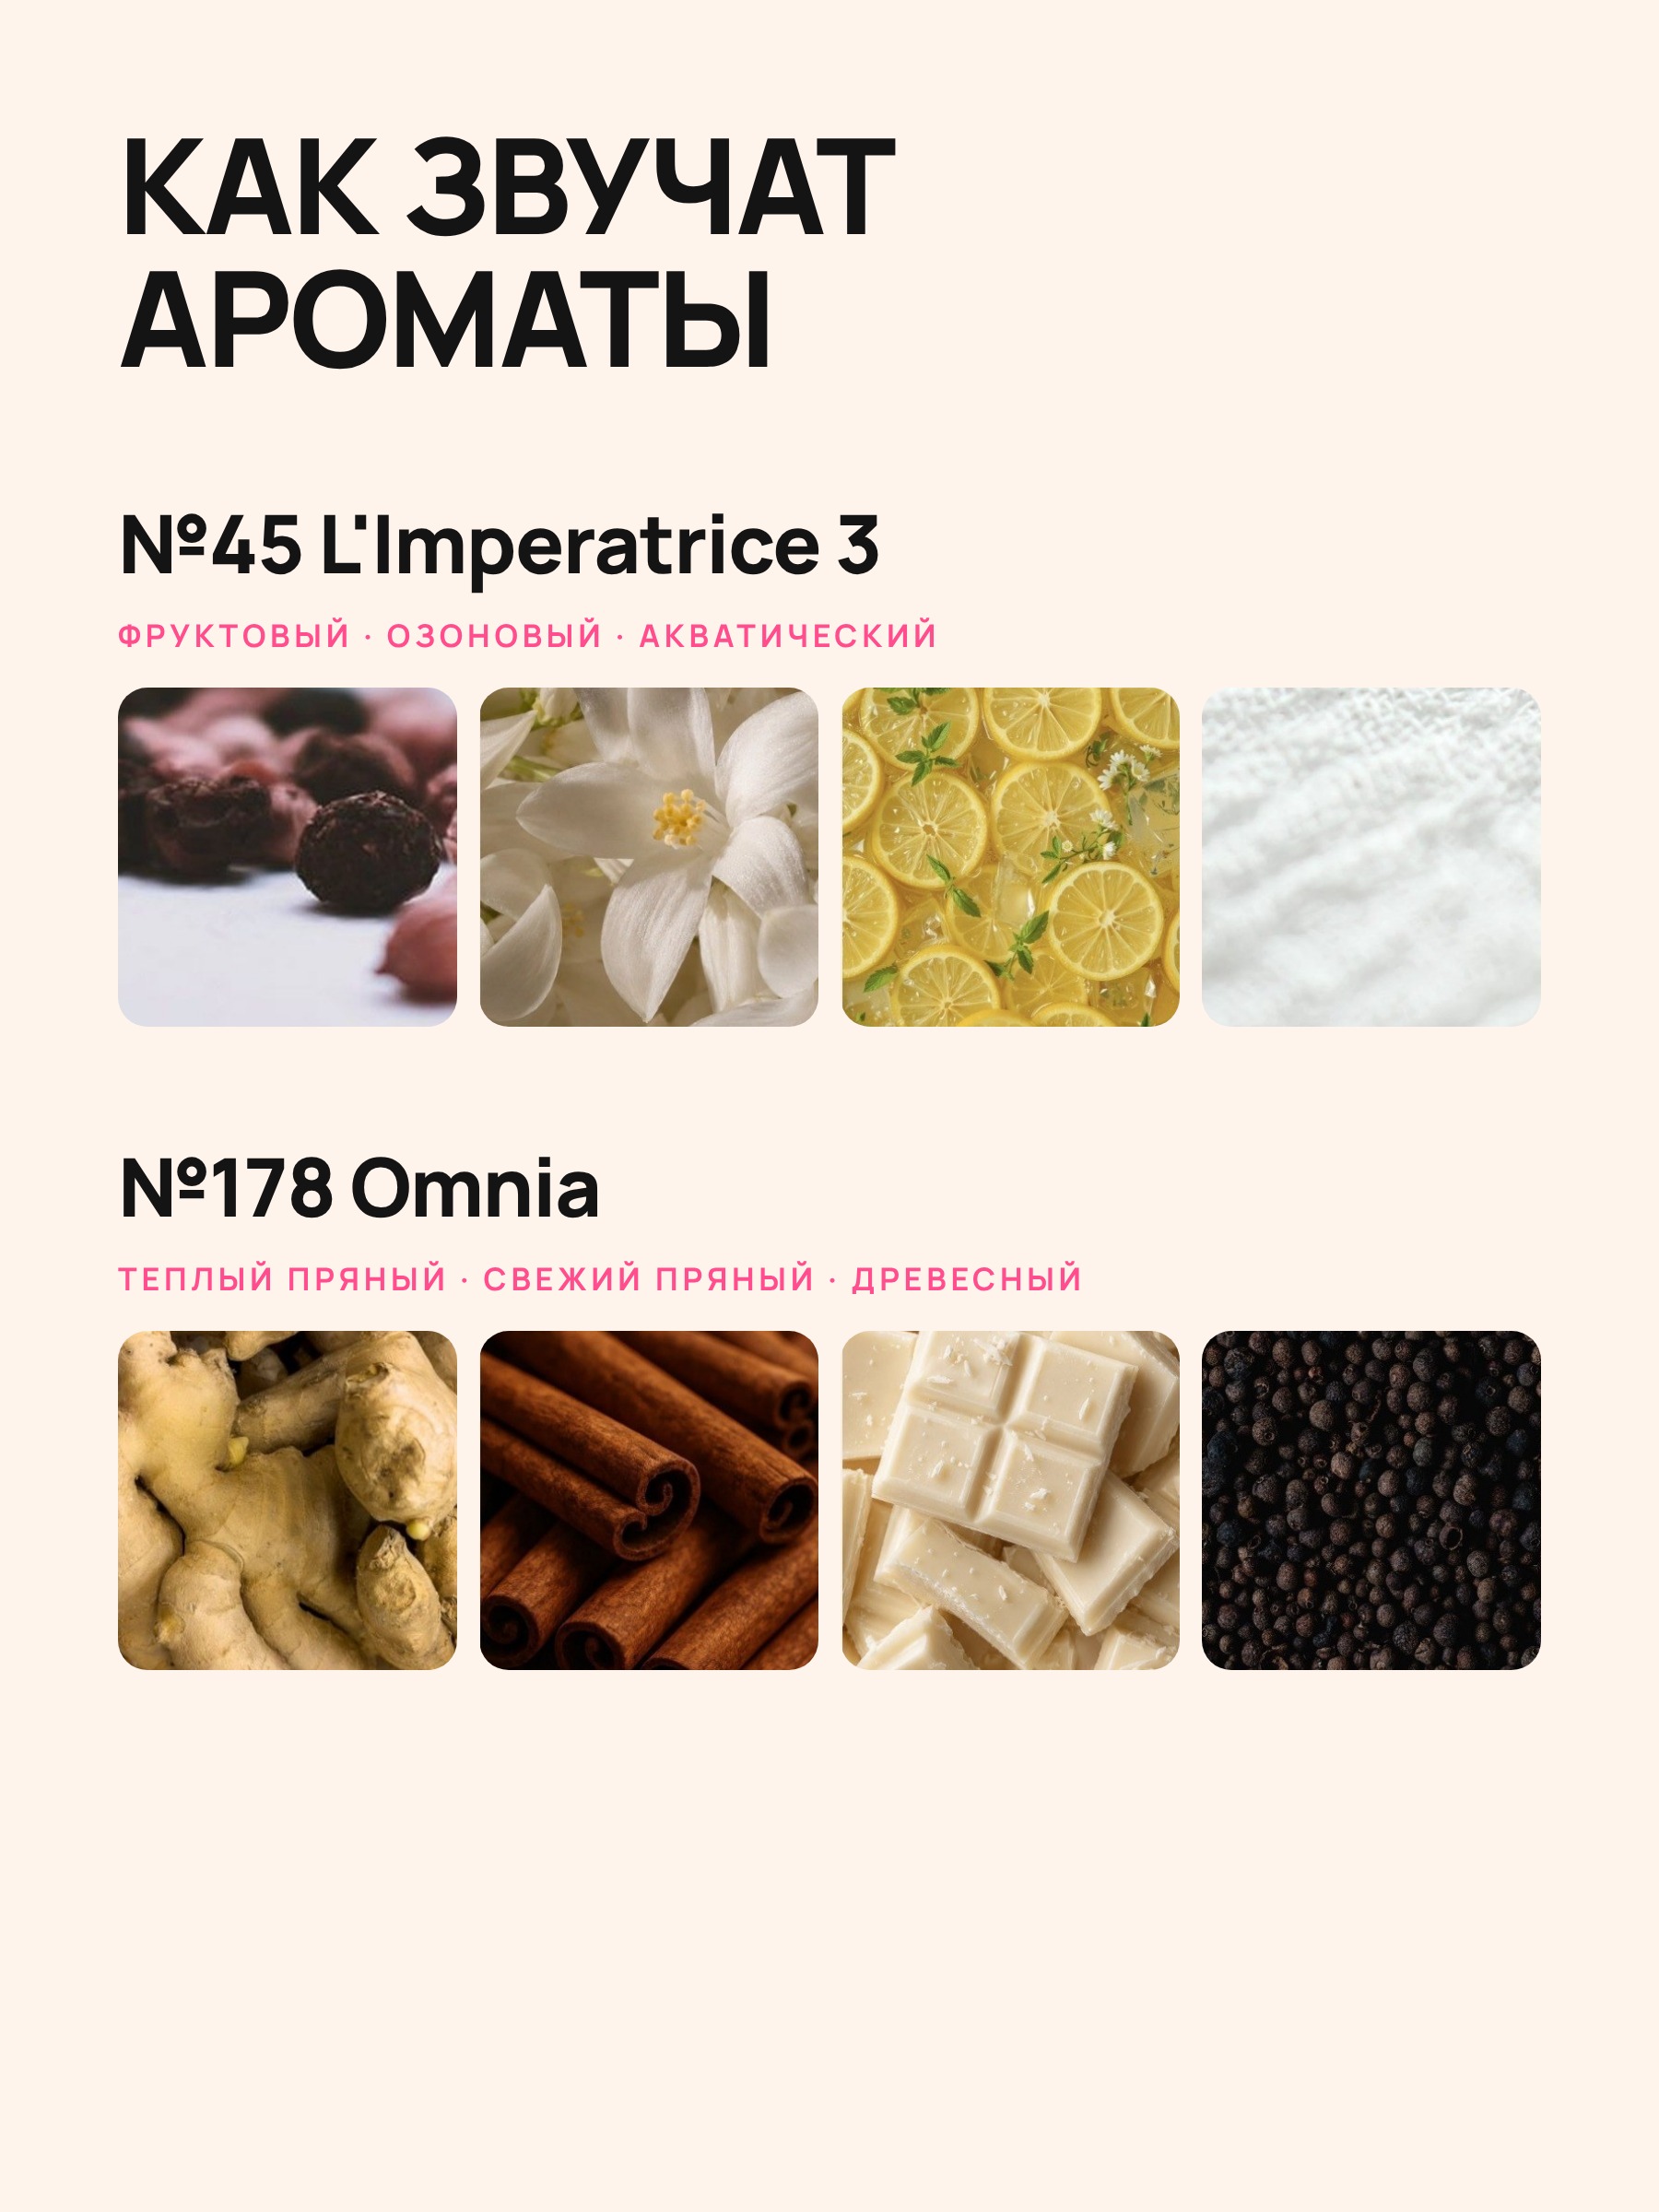 КАК ЗВУЧАТ
АРОМАТЫ
№45 L'Imperatrice 3
ФРУКТОВЫЙ · ОЗОНОВЫЙ · АКВАТИЧЕСКИЙ
№178 Omnia
ТЕПЛЫЙ ПРЯНЫЙ · СВЕЖИЙ ПРЯНЫЙ · ДРЕВЕСНЫЙ